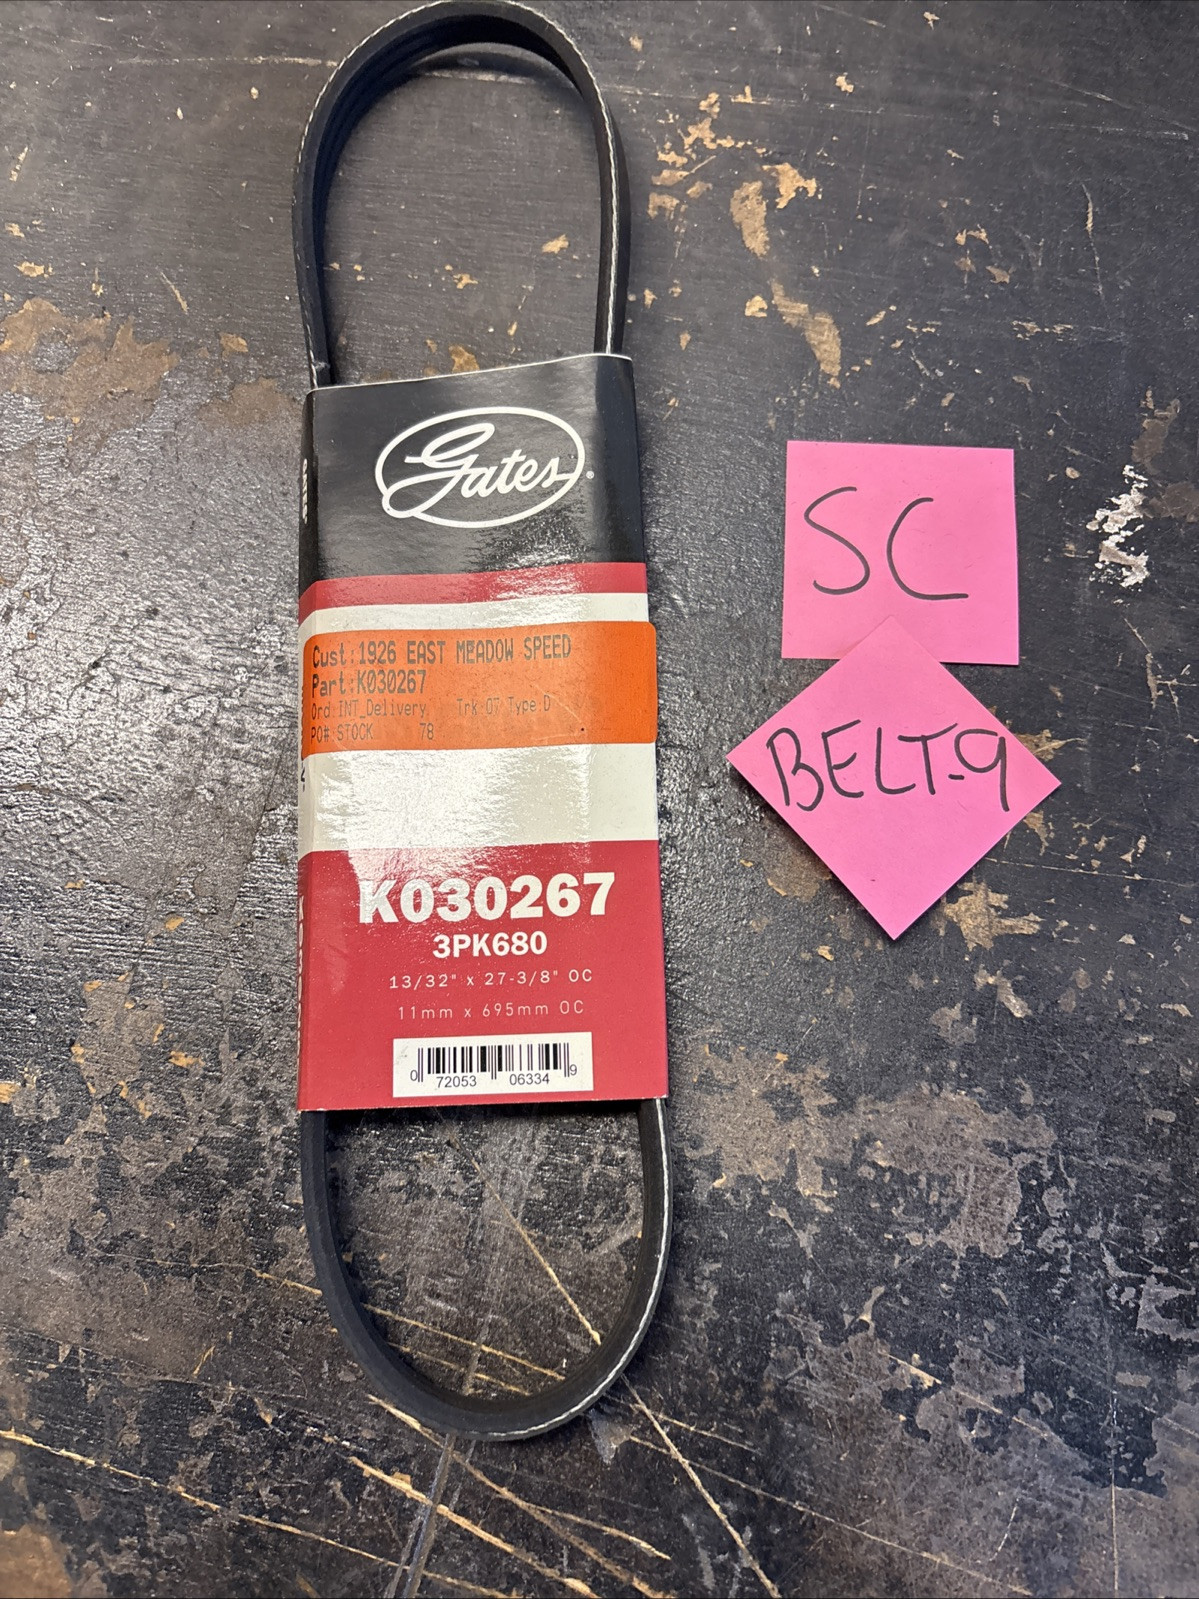 Gates®
Cust:1926 EAST MEADOW SPEED
Part:K030267
Ord:INT_Delivery Trk:OT Type:D
PO#:STOCK 78
K030267
3PK680
13/32" x 27-3/8" OC
11mm x 695mm OC
0 72053 06334 9
SC
BELT-9